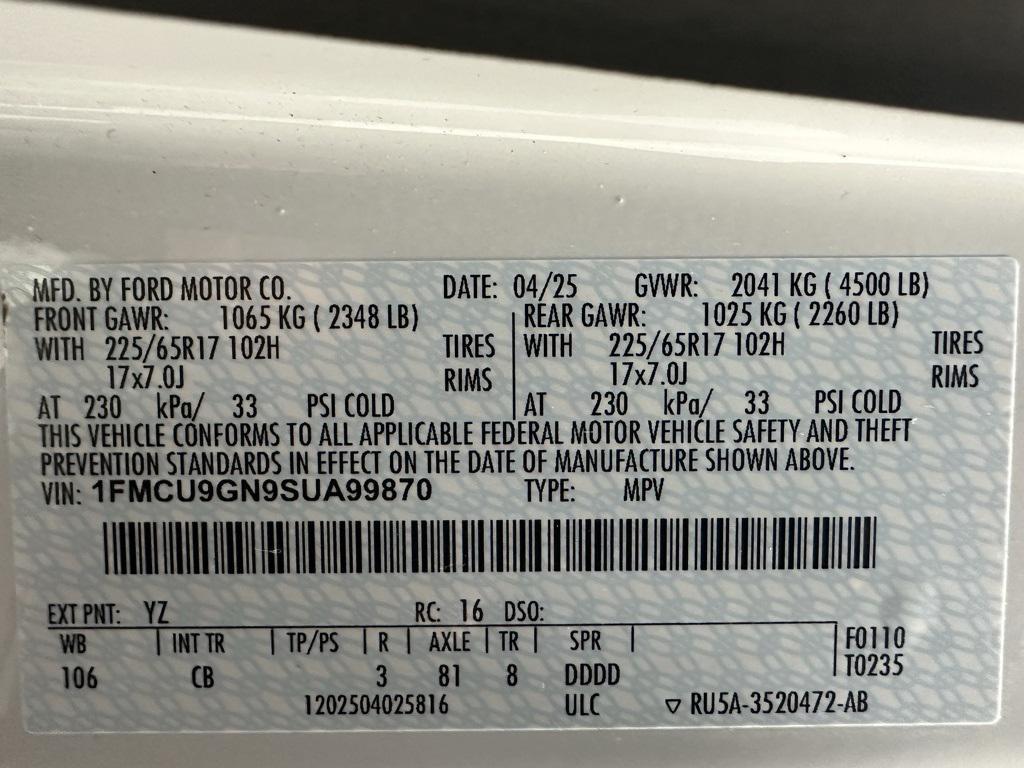 MFD. BY FORD MOTOR CO. DATE: 04/25 GVWR: 2041 KG ( 4500 LB)
FRONT GAWR: 1065 KG ( 2348 LB) REAR GAWR: 1025 KG ( 2260 LB)
WITH 225/65R17 102H TIRES WITH 225/65R17 102H TIRES
17x7.0J RIMS 17x7.0J RIMS
AT 230 kPa/ 33 PSI COLD AT 230 kPa/ 33 PSI COLD
THIS VEHICLE CONFORMS TO ALL APPLICABLE FEDERAL MOTOR VEHICLE SAFETY AND THEFT
PREVENTION STANDARDS IN EFFECT ON THE DATE OF MANUFACTURE SHOWN ABOVE.
VIN: 1FMCU9GN9SUA99870 TYPE: MPV
EXT PNT: YZ RC: 16 DSO:
WB INT TR TP/PS R AXLE TR SPR F0110
106 CB 3 81 8 DDDD T0235
1202504025816 ULC ▽ RU5A-3520472-AB